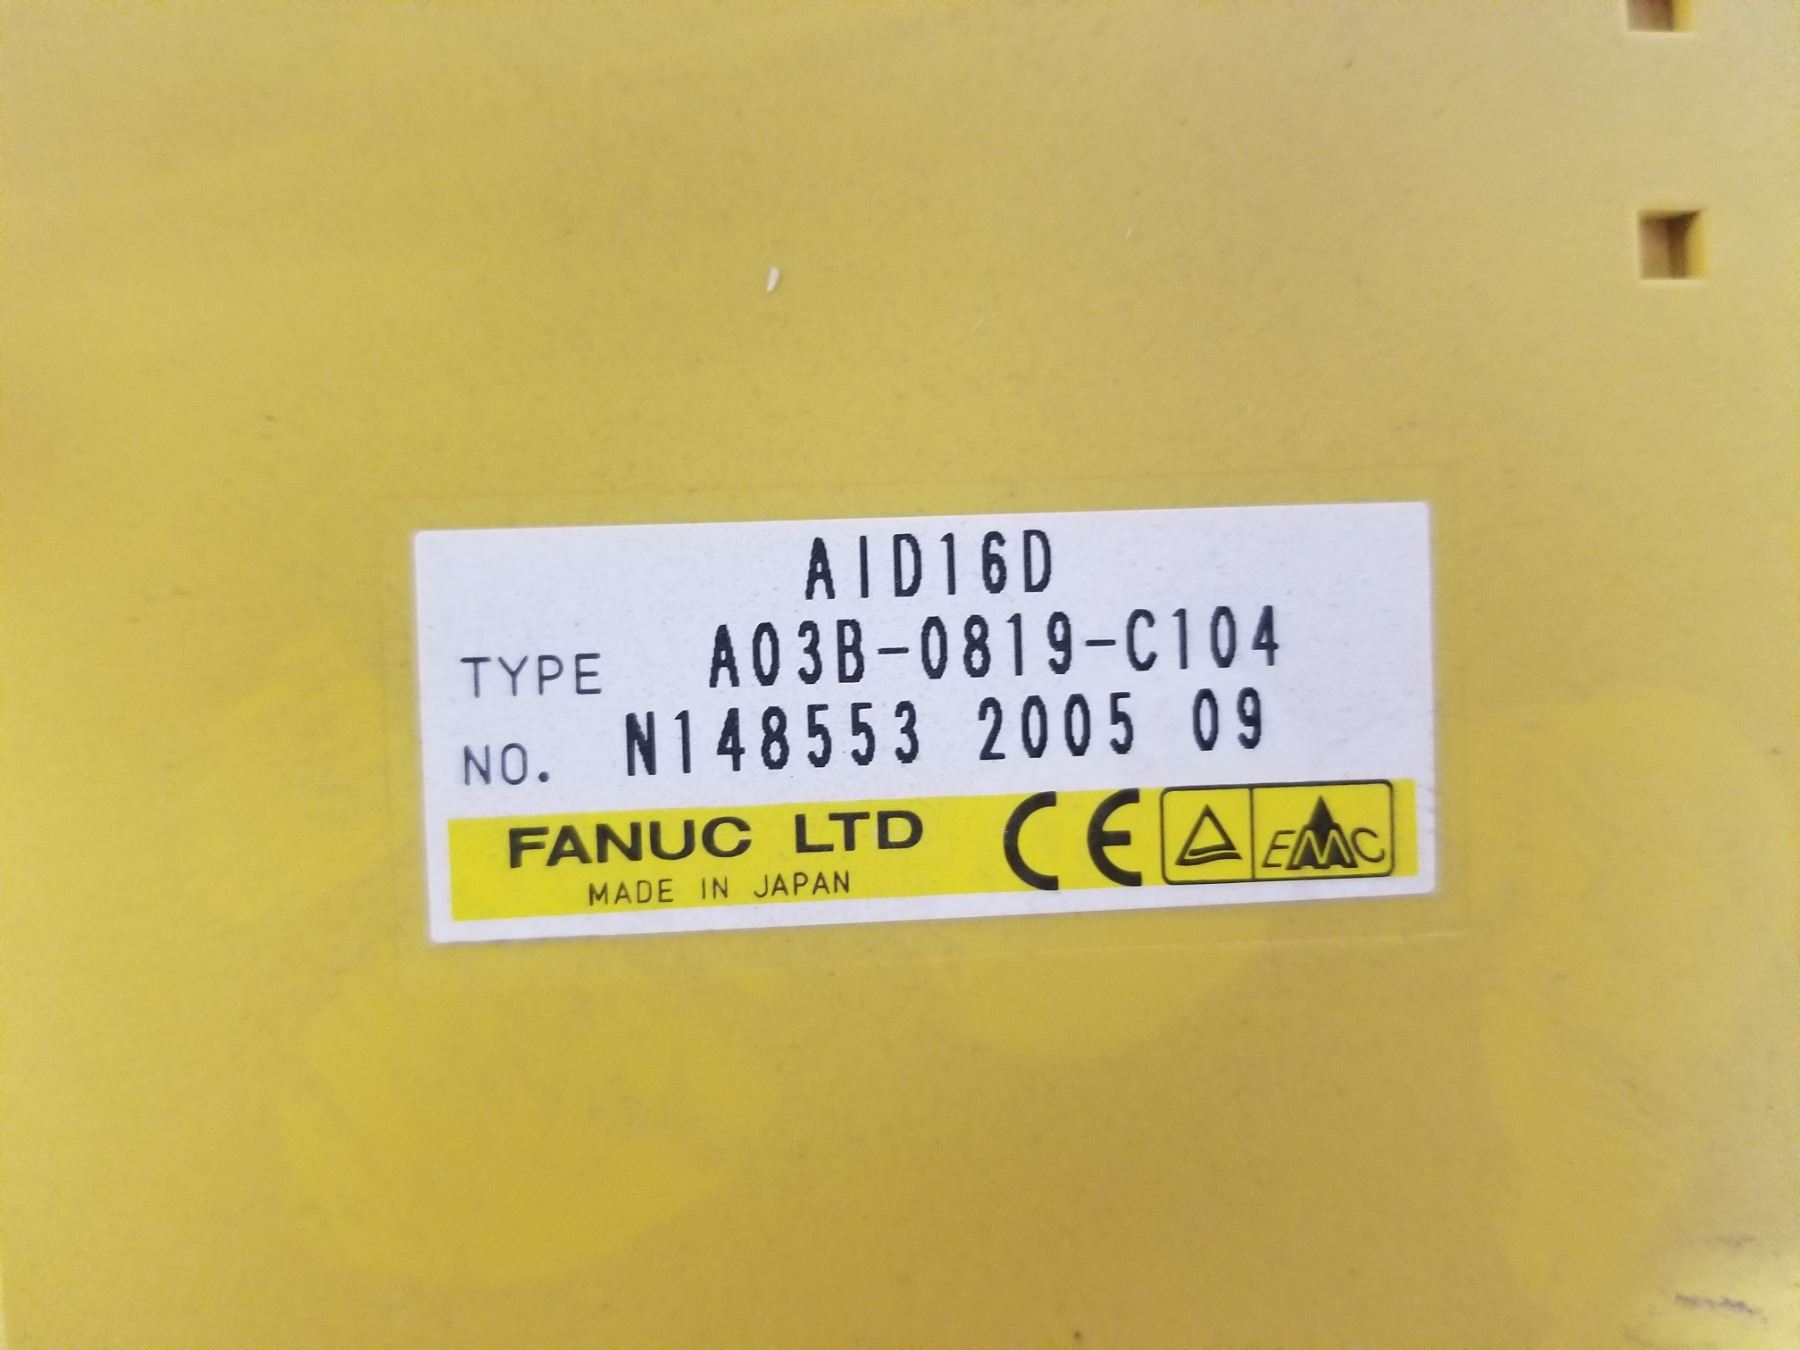 AID16D
TYPE A03B-0819-C104
NO. N148553 2005 09
FANUC LTD CE EMC
MADE IN JAPAN